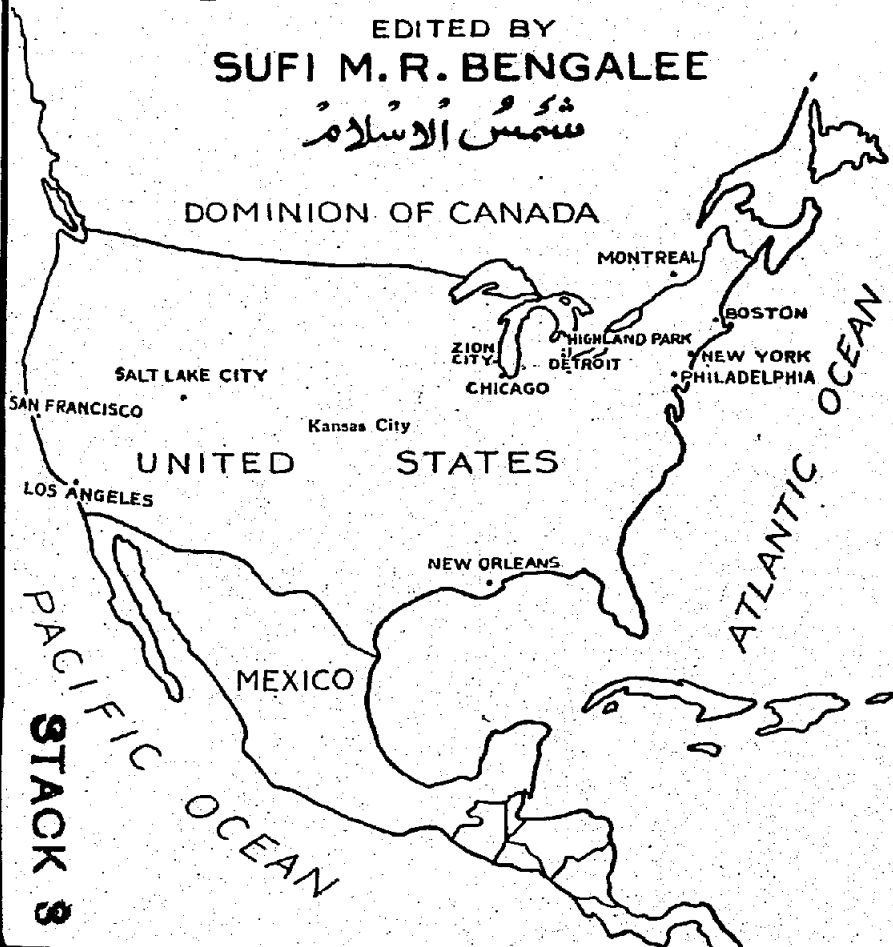 EDITED BY
SUFI M. R. BENGALEE
شَمْسُ الْاِسْلَامُ
DOMINION OF CANADA
MONTREAL
BOSTON
HIGHLAND PARK
ZION
CITY
DETROIT
NEW YORK
CHICAGO
PHILADELPHIA
SALT LAKE CITY
SAN FRANCISCO
Kansas City
UNITED STATES
LOS ANGELES
NEW ORLEANS
ATLANTIC OCEAN
MEXICO
PACIFIC OCEAN
STACK 8